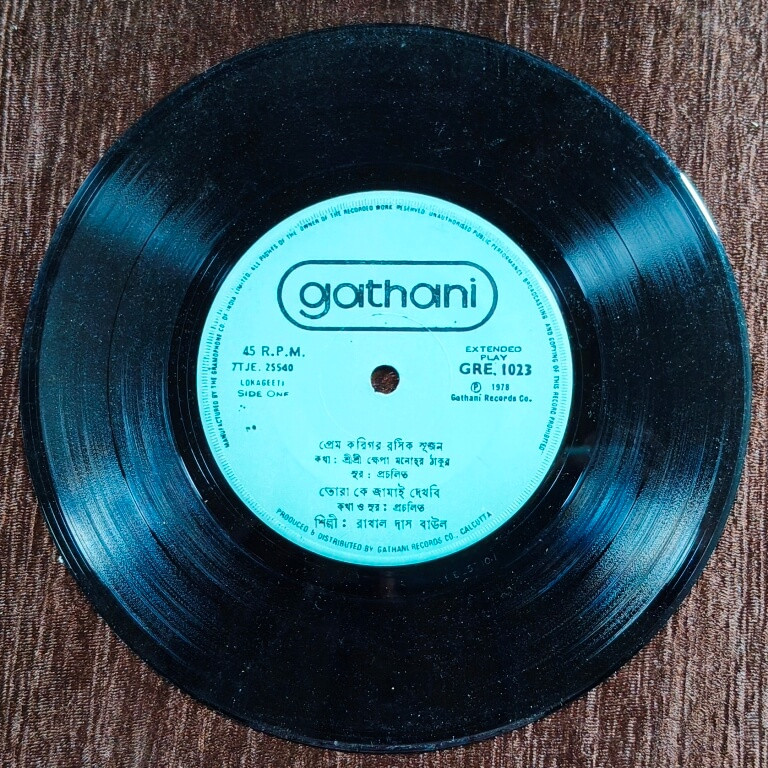 MANUFACTURED BY THE GRAMOPHONE CO. OF INDIA LIMITED. ALL RIGHTS OF THE OWNER OF THE RECORDED WORK RESERVED UNAUTHORISED PUBLIC PERFORMANCE BROADCASTING AND COPYING OF THIS RECORD PROHIBITED
gathani
45 R.P.M.
7TJE. 25540
LOKAGEETI
SIDE ONE
EXTENDED
PLAY
GRE. 1023
Ⓟ 1978
Gathani Records Co.
প্রেম করিগর রসিক সুজন
কথা : শ্রীশ্রী ক্ষেপা মনোহর ঠাকুর
সুর : প্রচলিত
তোরা কে জামাই দেখবি
কথা ও সুর : প্রচলিত
শিল্পী : রাখাল দাস বাউল
PRODUCED & DISTRIBUTED BY GATHANI RECORDS CO., CALCUTTA